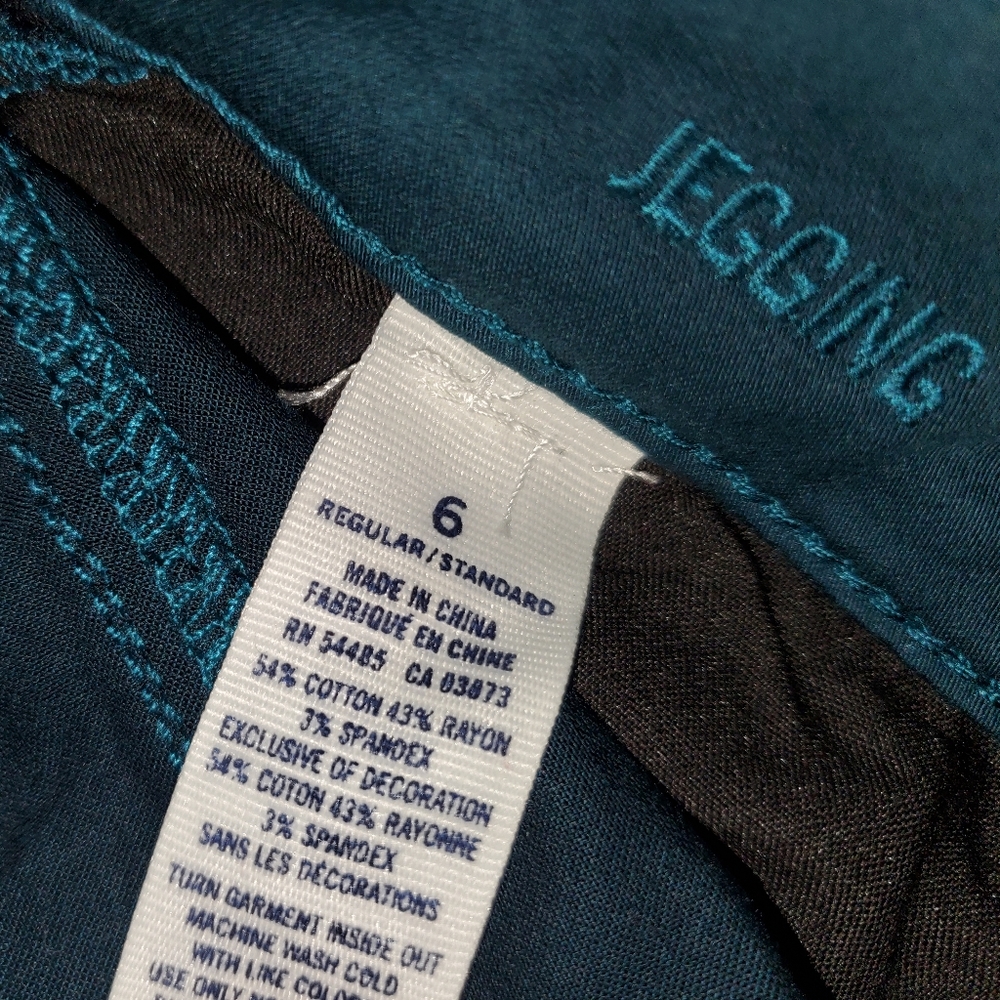 JEGGING
6
REGULAR/STANDARD
MADE IN CHINA
FABRIQUÉ EN CHINE
RN 54485 CA 03873
54% COTTON 43% RAYON
3% SPANDEX
EXCLUSIVE OF DECORATION
54% COTON 43% RAYONNE
3% SPANDEX
SANS LES DÉCORATIONS
TURN GARMENT INSIDE OUT
MACHINE WASH COLD
WITH LIKE COLORS
USE ONLY